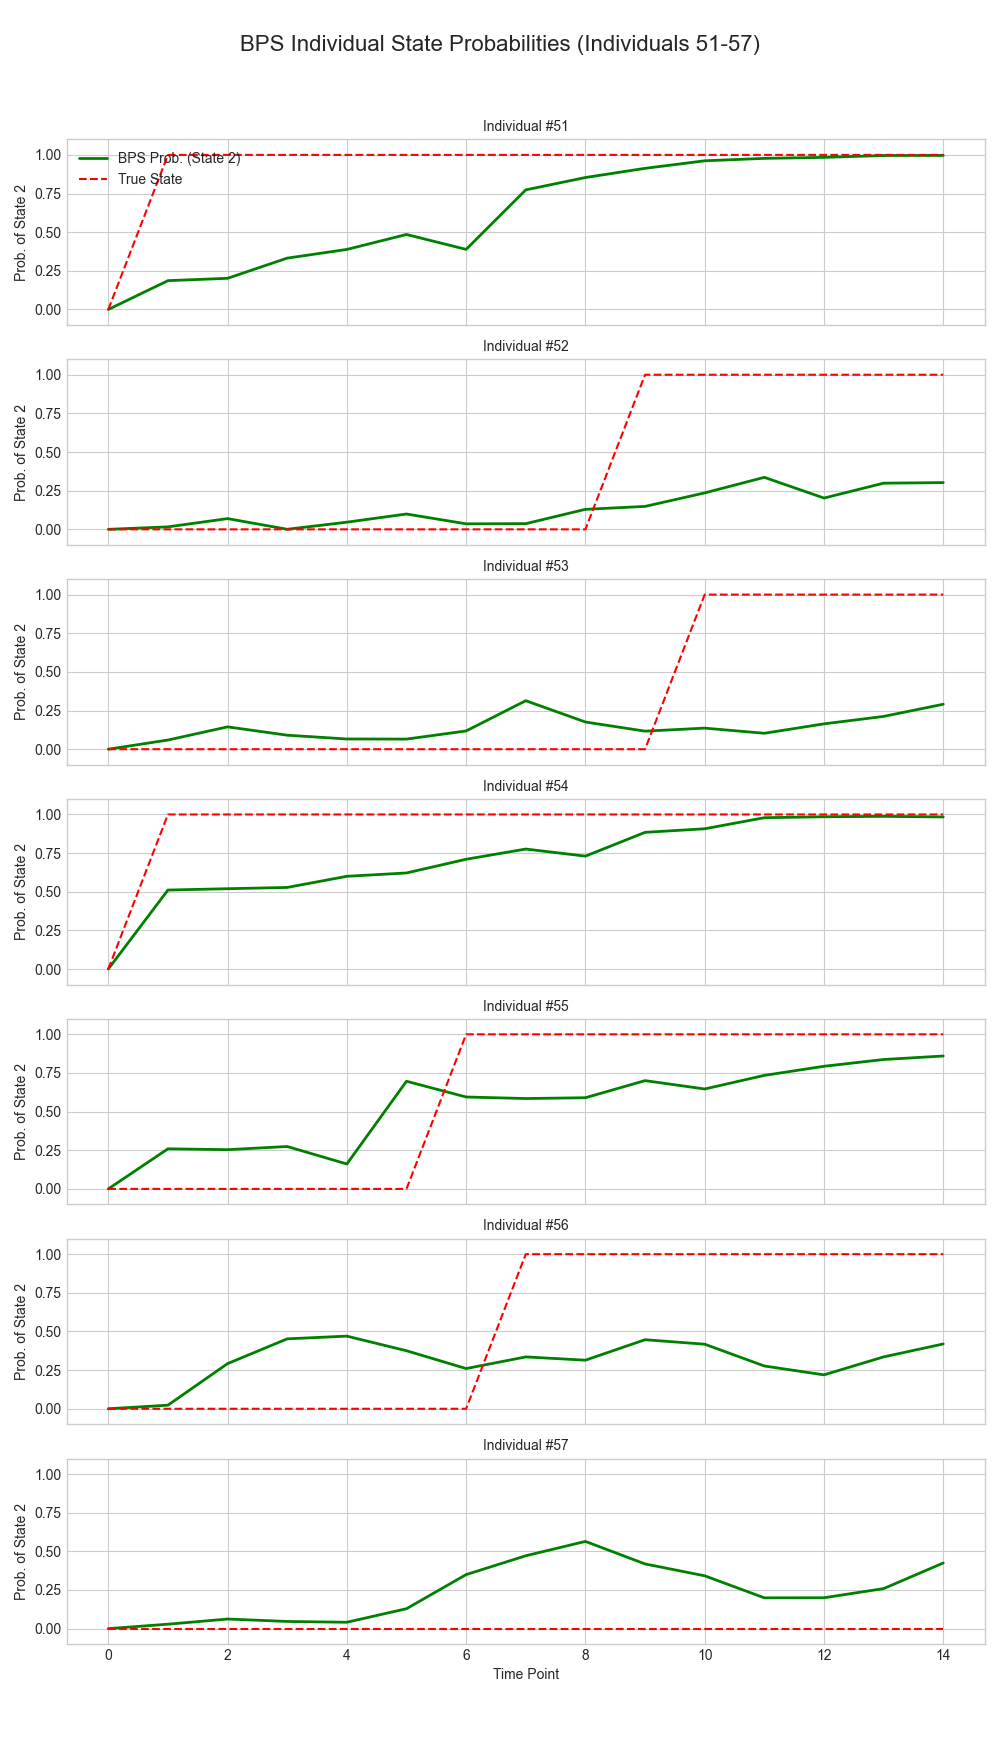 BPS Individual State Probabilities (Individuals 51-57)
Individual #51
BPS Prob. (State 2)
True State
Prob. of State 2
1.00
0.75
0.50
0.25
0.00
Individual #52
Prob. of State 2
1.00
0.75
0.50
0.25
0.00
Individual #53
Prob. of State 2
1.00
0.75
0.50
0.25
0.00
Individual #54
Prob. of State 2
1.00
0.75
0.50
0.25
0.00
Individual #55
Prob. of State 2
1.00
0.75
0.50
0.25
0.00
Individual #56
Prob. of State 2
1.00
0.75
0.50
0.25
0.00
Individual #57
Prob. of State 2
1.00
0.75
0.50
0.25
0.00
0 2 4 6 8 10 12 14
Time Point